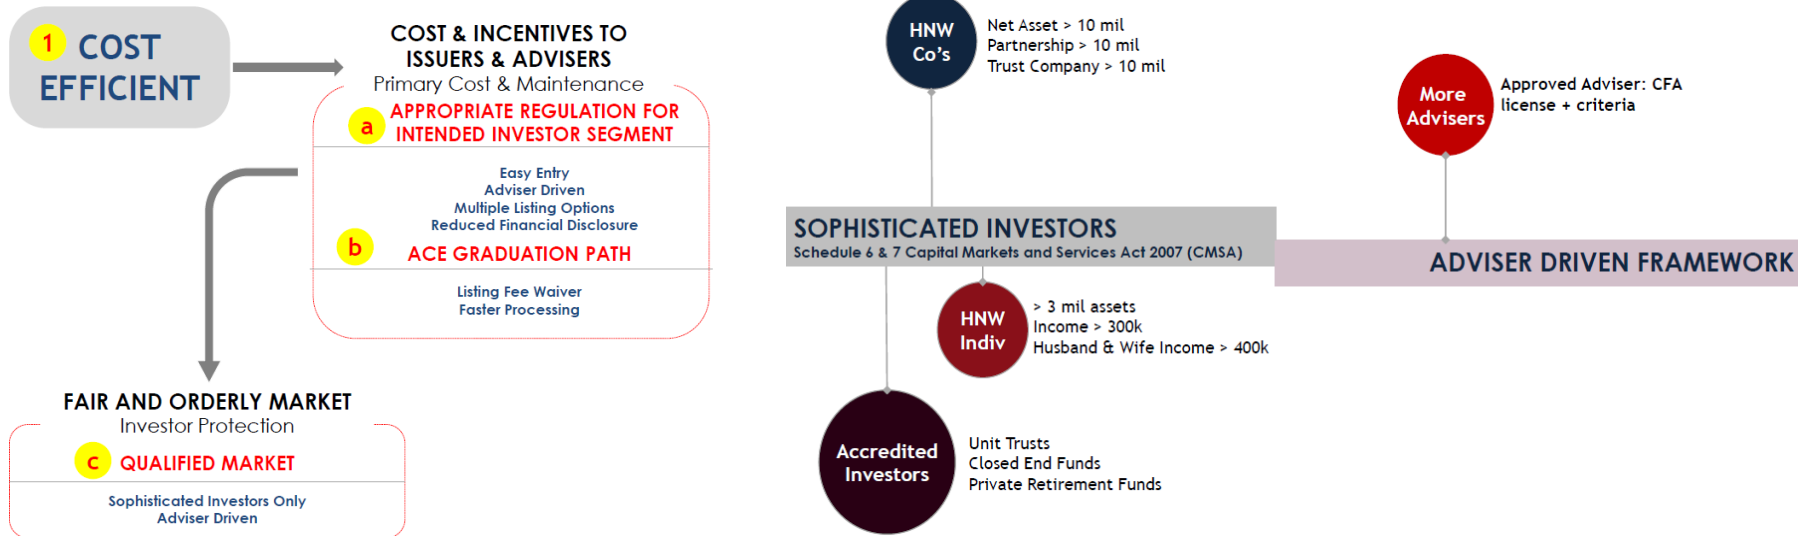 1 COST
EFFICIENT
COST & INCENTIVES TO
ISSUERS & ADVISERS
Primary Cost & Maintenance
a APPROPRIATE REGULATION FOR
INTENDED INVESTOR SEGMENT
Easy Entry
Adviser Driven
Multiple Listing Options
Reduced Financial Disclosure
b ACE GRADUATION PATH
Listing Fee Waiver
Faster Processing
FAIR AND ORDERLY MARKET
Investor Protection
c QUALIFIED MARKET
Sophisticated Investors Only
Adviser Driven
HNW
Co's
Net Asset > 10 mil
Partnership > 10 mil
Trust Company > 10 mil
SOPHISTICATED INVESTORS
Schedule 6 & 7 Capital Markets and Services Act 2007 (CMSA)
HNW
Indiv
> 3 mil assets
Income > 300k
Husband & Wife Income > 400k
Accredited
Investors
Unit Trusts
Closed End Funds
Private Retirement Funds
More
Advisers
Approved Adviser: CFA
license + criteria
ADVISER DRIVEN FRAMEWORK